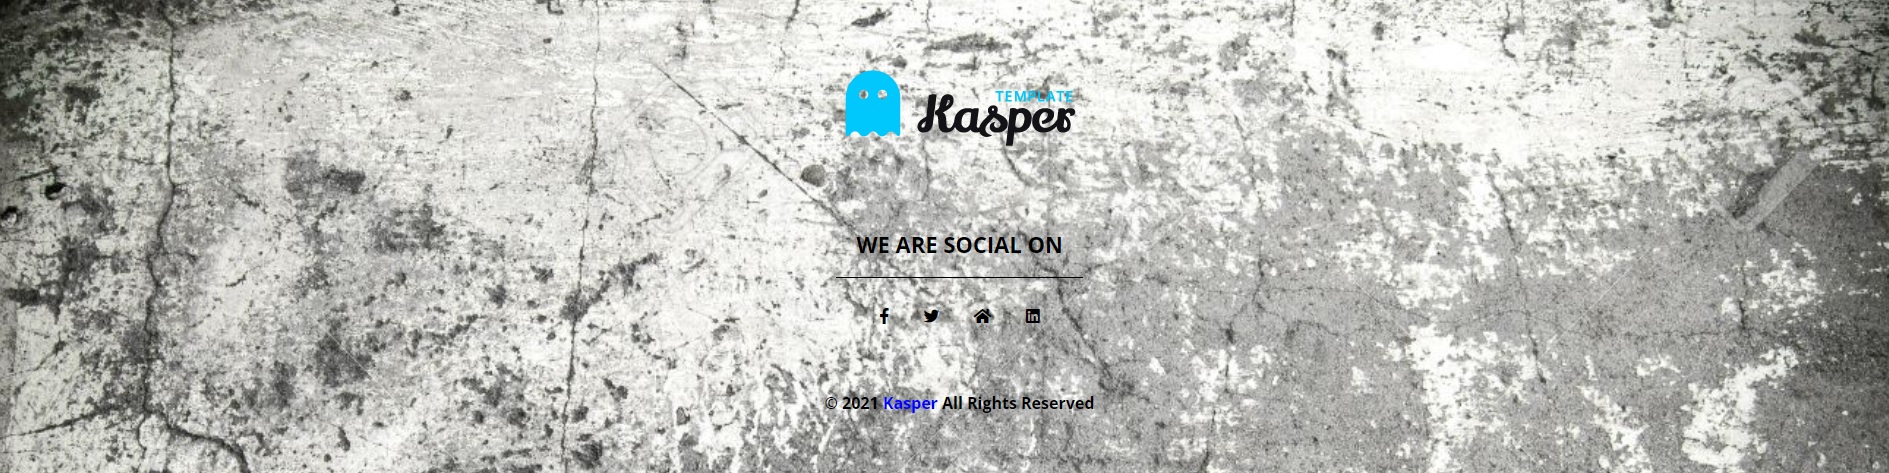 TEMPLATE
Kasper
WE ARE SOCIAL ON
© 2021 Kasper All Rights Reserved